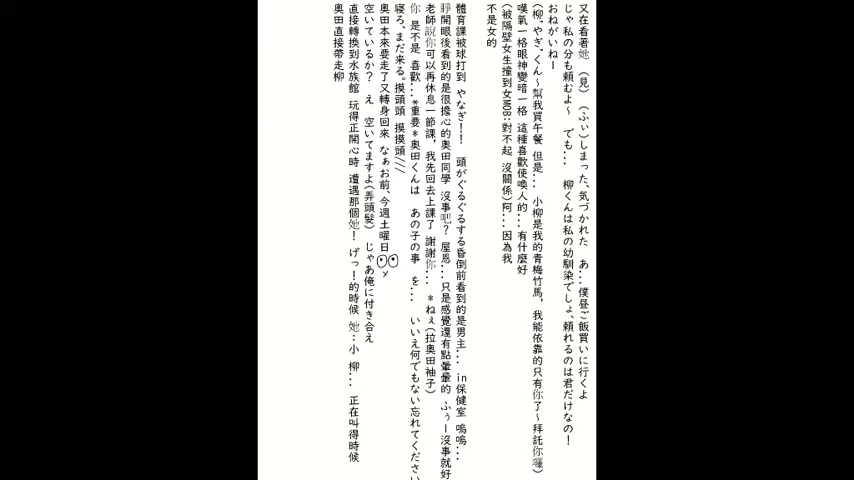 又在看著她 (見) (ふぃ)しまった、気づかれた あ...僕昼ご飯買いに行くよ
じゃ私の分も頼むよ~ でも... 柳くんは私の幼馴染でしょ、頼れるのは君だけなの!
おねがいねー
(柳、やぎ、くん~幫我買午餐 但是... 小柳是我的青梅竹馬, 我能依靠的只有你了~拜託你囉)
嘆氣一格眼神變暗一格 這種喜歡使喚人的...有什麼好
(被隔壁女生撞到女MOB:對不起 沒關係)阿...因為我
不是女的
體育課被球打到 やなぎ!! 頭がぐるぐるする昏倒前看到的是男主... in保健室 嗚嗚...
睜開眼後看到的是很擔心的奥田同學 沒事吧? 屋恩...只是感覺還有點暈暈的 ふぅー沒事就好
老師說你可以再休息一節課, 我先回去上課了 謝謝你... *ねぇ(拉奥田袖子)
你 是不是 喜歡...*重要*奥田くんは あの子の事 を... いいえ何でもない忘れてください
寝ろ、まだ来る。摸頭頭 摸摸頭///
奥田本來要走了又轉身回來 なぁお前、今週土曜日
空いているか? え 空いてますよ(弄頭髮) じゃあ俺に付き合え
直接轉換到水族館 玩得正開心時 遭遇那個她! げっ!的時候 她:小 柳... 正在叫得時候
奥田直接帶走柳